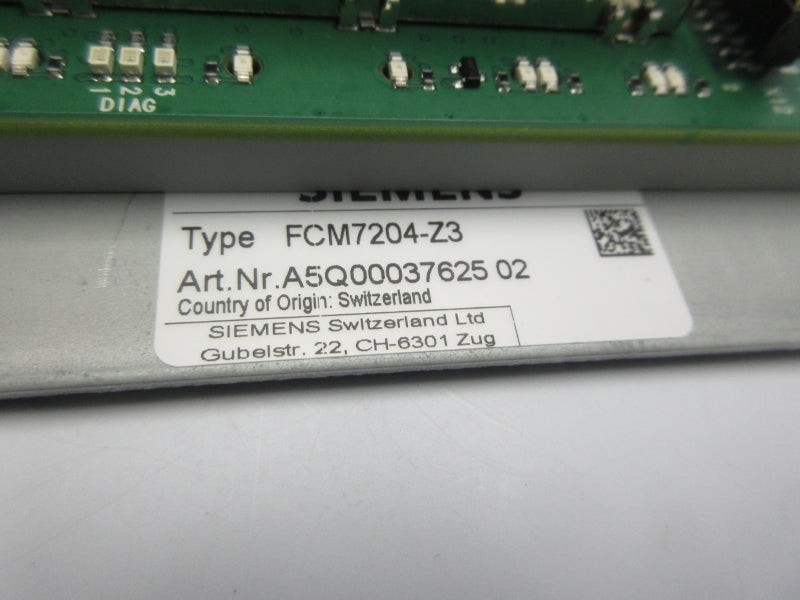 1 2 3
DIAG
SIEMENS
Type FCM7204-Z3
Art.Nr.A5Q00037625 02
Country of Origin: Switzerland
SIEMENS Switzerland Ltd
Gubelstr. 22, CH-6301 Zug